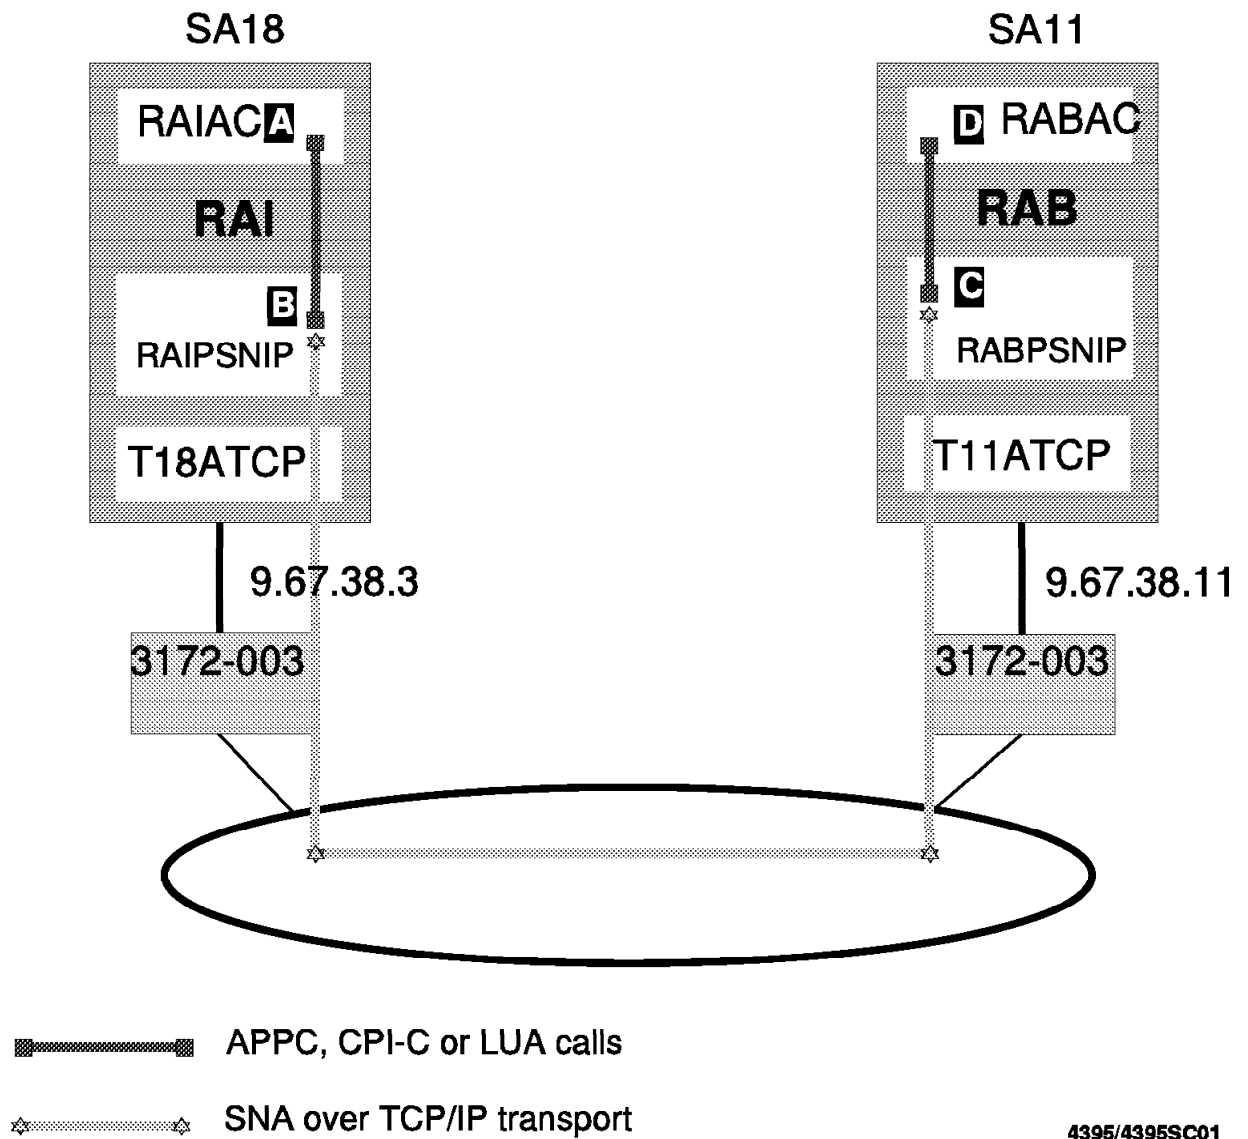 SA18
SA11
RAIAC A
D RABAC
RAI
RAB
B
C
RAIPSNIP
RABPSNIP
T18ATCP
T11ATCP
9.67.38.3
9.67.38.11
3172-003
3172-003
APPC, CPI-C or LUA calls
SNA over TCP/IP transport
4395/4395SC01